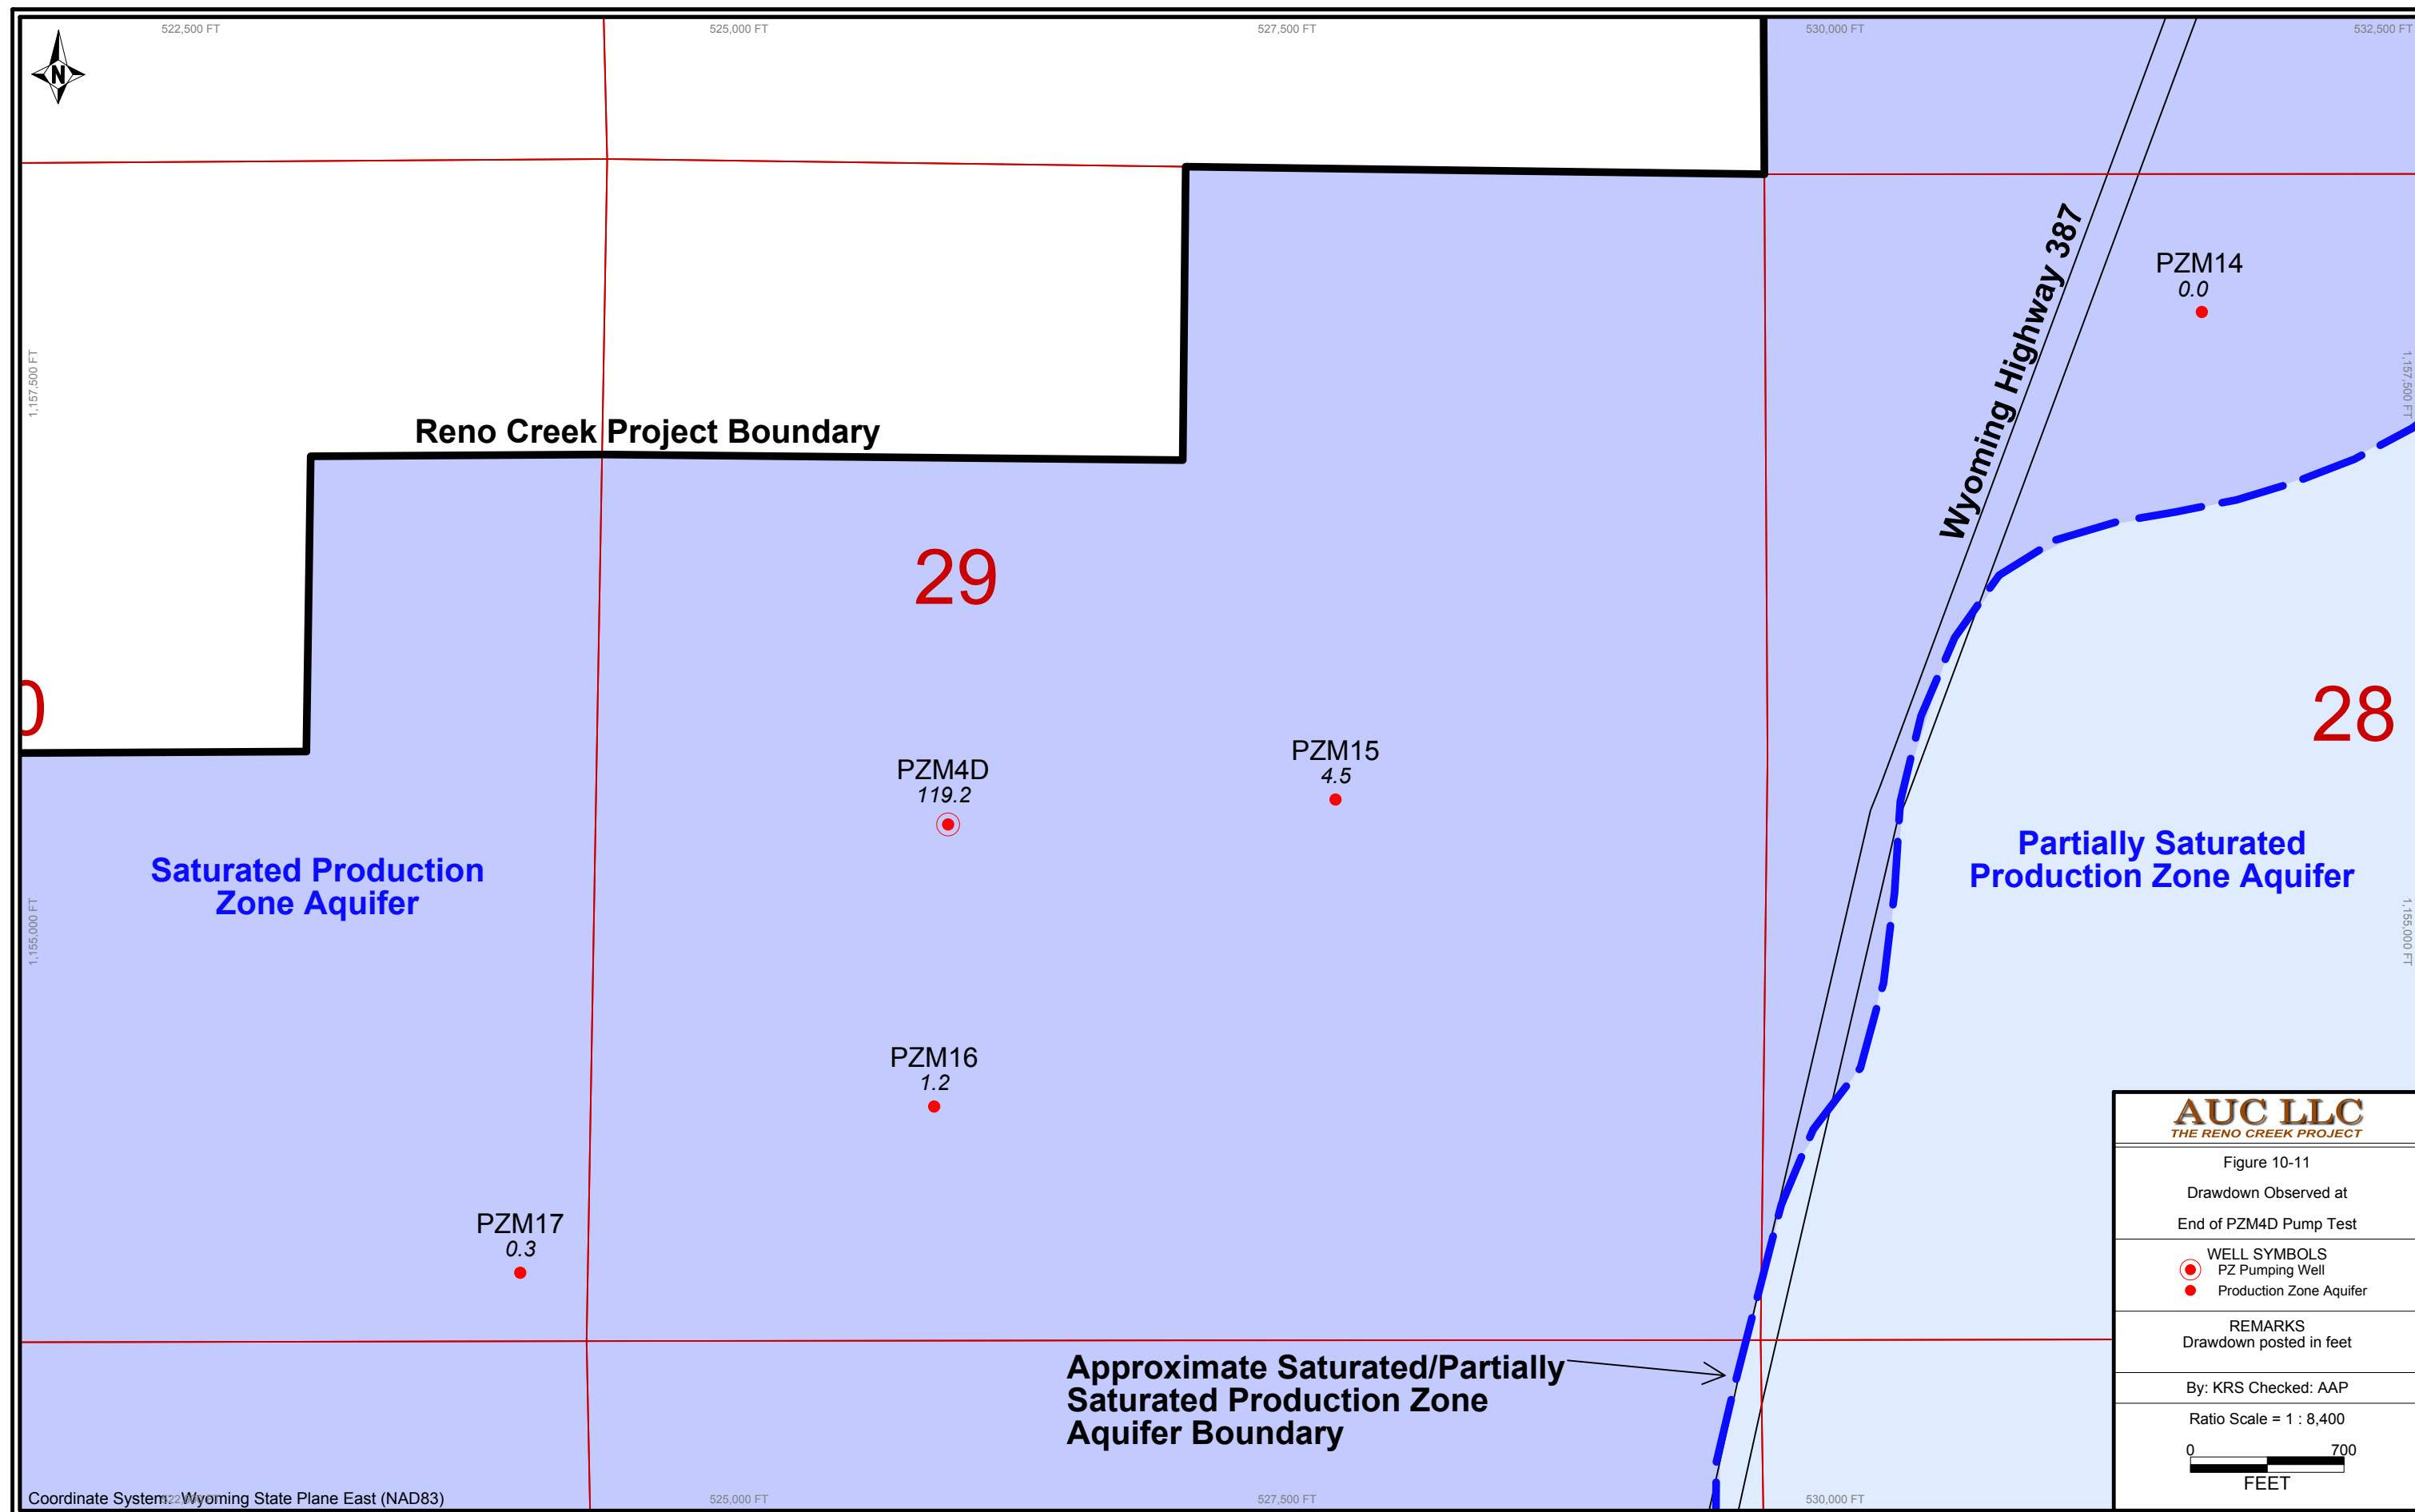 522,500 FT
525,000 FT
527,500 FT
530,000 FT
532,500 FT
N
Wyoming Highway 387
PZM14
0.0
1,157,500 FT
1,157,500 FT
Reno Creek Project Boundary
29
0
28
PZM15
4.5
PZM4D
119.2
Saturated Production
Zone Aquifer
Partially Saturated
Production Zone Aquifer
1,155,000 FT
1,155,000 FT
PZM16
1.2
PZM17
0.3
Approximate Saturated/Partially
Saturated Production Zone
Aquifer Boundary
AUC LLC
THE RENO CREEK PROJECT
Figure 10-11
Drawdown Observed at
End of PZM4D Pump Test
WELL SYMBOLS
PZ Pumping Well
Production Zone Aquifer
REMARKS
Drawdown posted in feet
By: KRS Checked: AAP
Ratio Scale = 1 : 8,400
0 700
FEET
Coordinate System: Wyoming State Plane East (NAD83)
525,000 FT
527,500 FT
530,000 FT